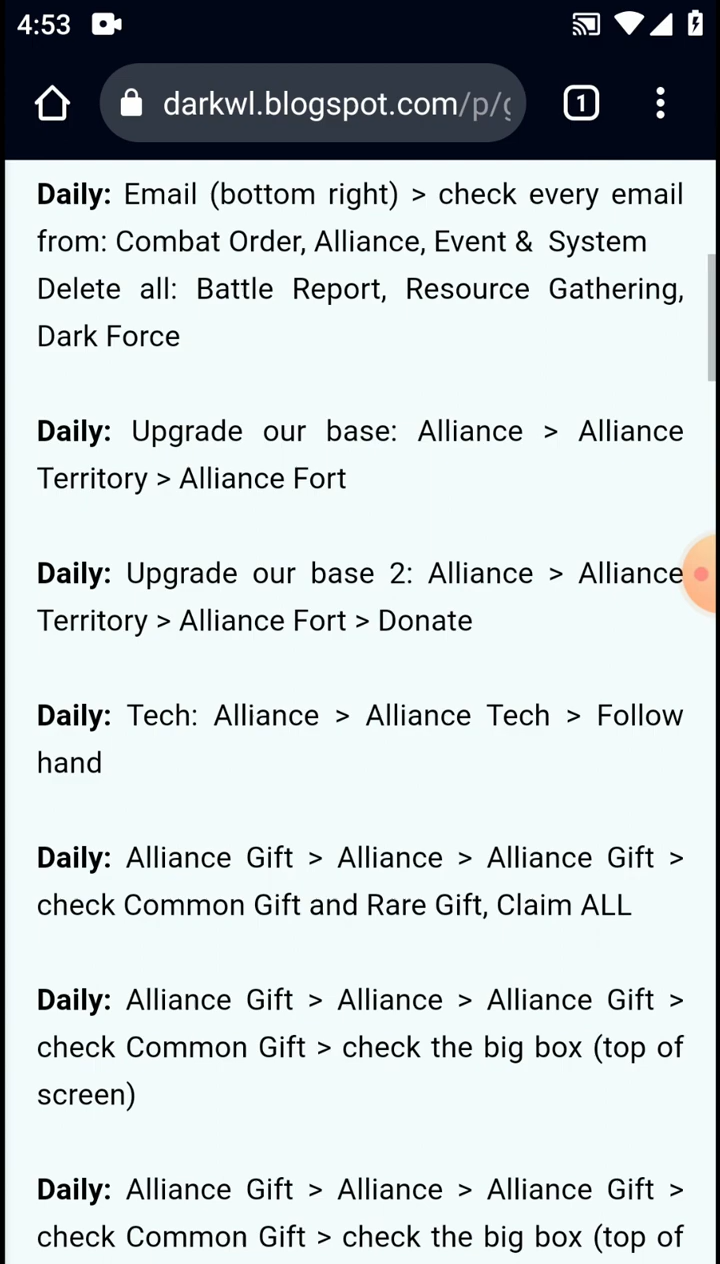 4:53
darkwl.blogspot.com/p/
1
Daily: Email (bottom right) > check every email
from: Combat Order, Alliance, Event & System
Delete all: Battle Report, Resource Gathering,
Dark Force
Daily: Upgrade our base: Alliance > Alliance
Territory > Alliance Fort
Daily: Upgrade our base 2: Alliance > Alliance
Territory > Alliance Fort > Donate
Daily: Tech: Alliance > Alliance Tech > Follow
hand
Daily: Alliance Gift > Alliance > Alliance Gift >
check Common Gift and Rare Gift, Claim ALL
Daily: Alliance Gift > Alliance > Alliance Gift >
check Common Gift > check the big box (top of
screen)
Daily: Alliance Gift > Alliance > Alliance Gift >
check Common Gift > check the big box (top of